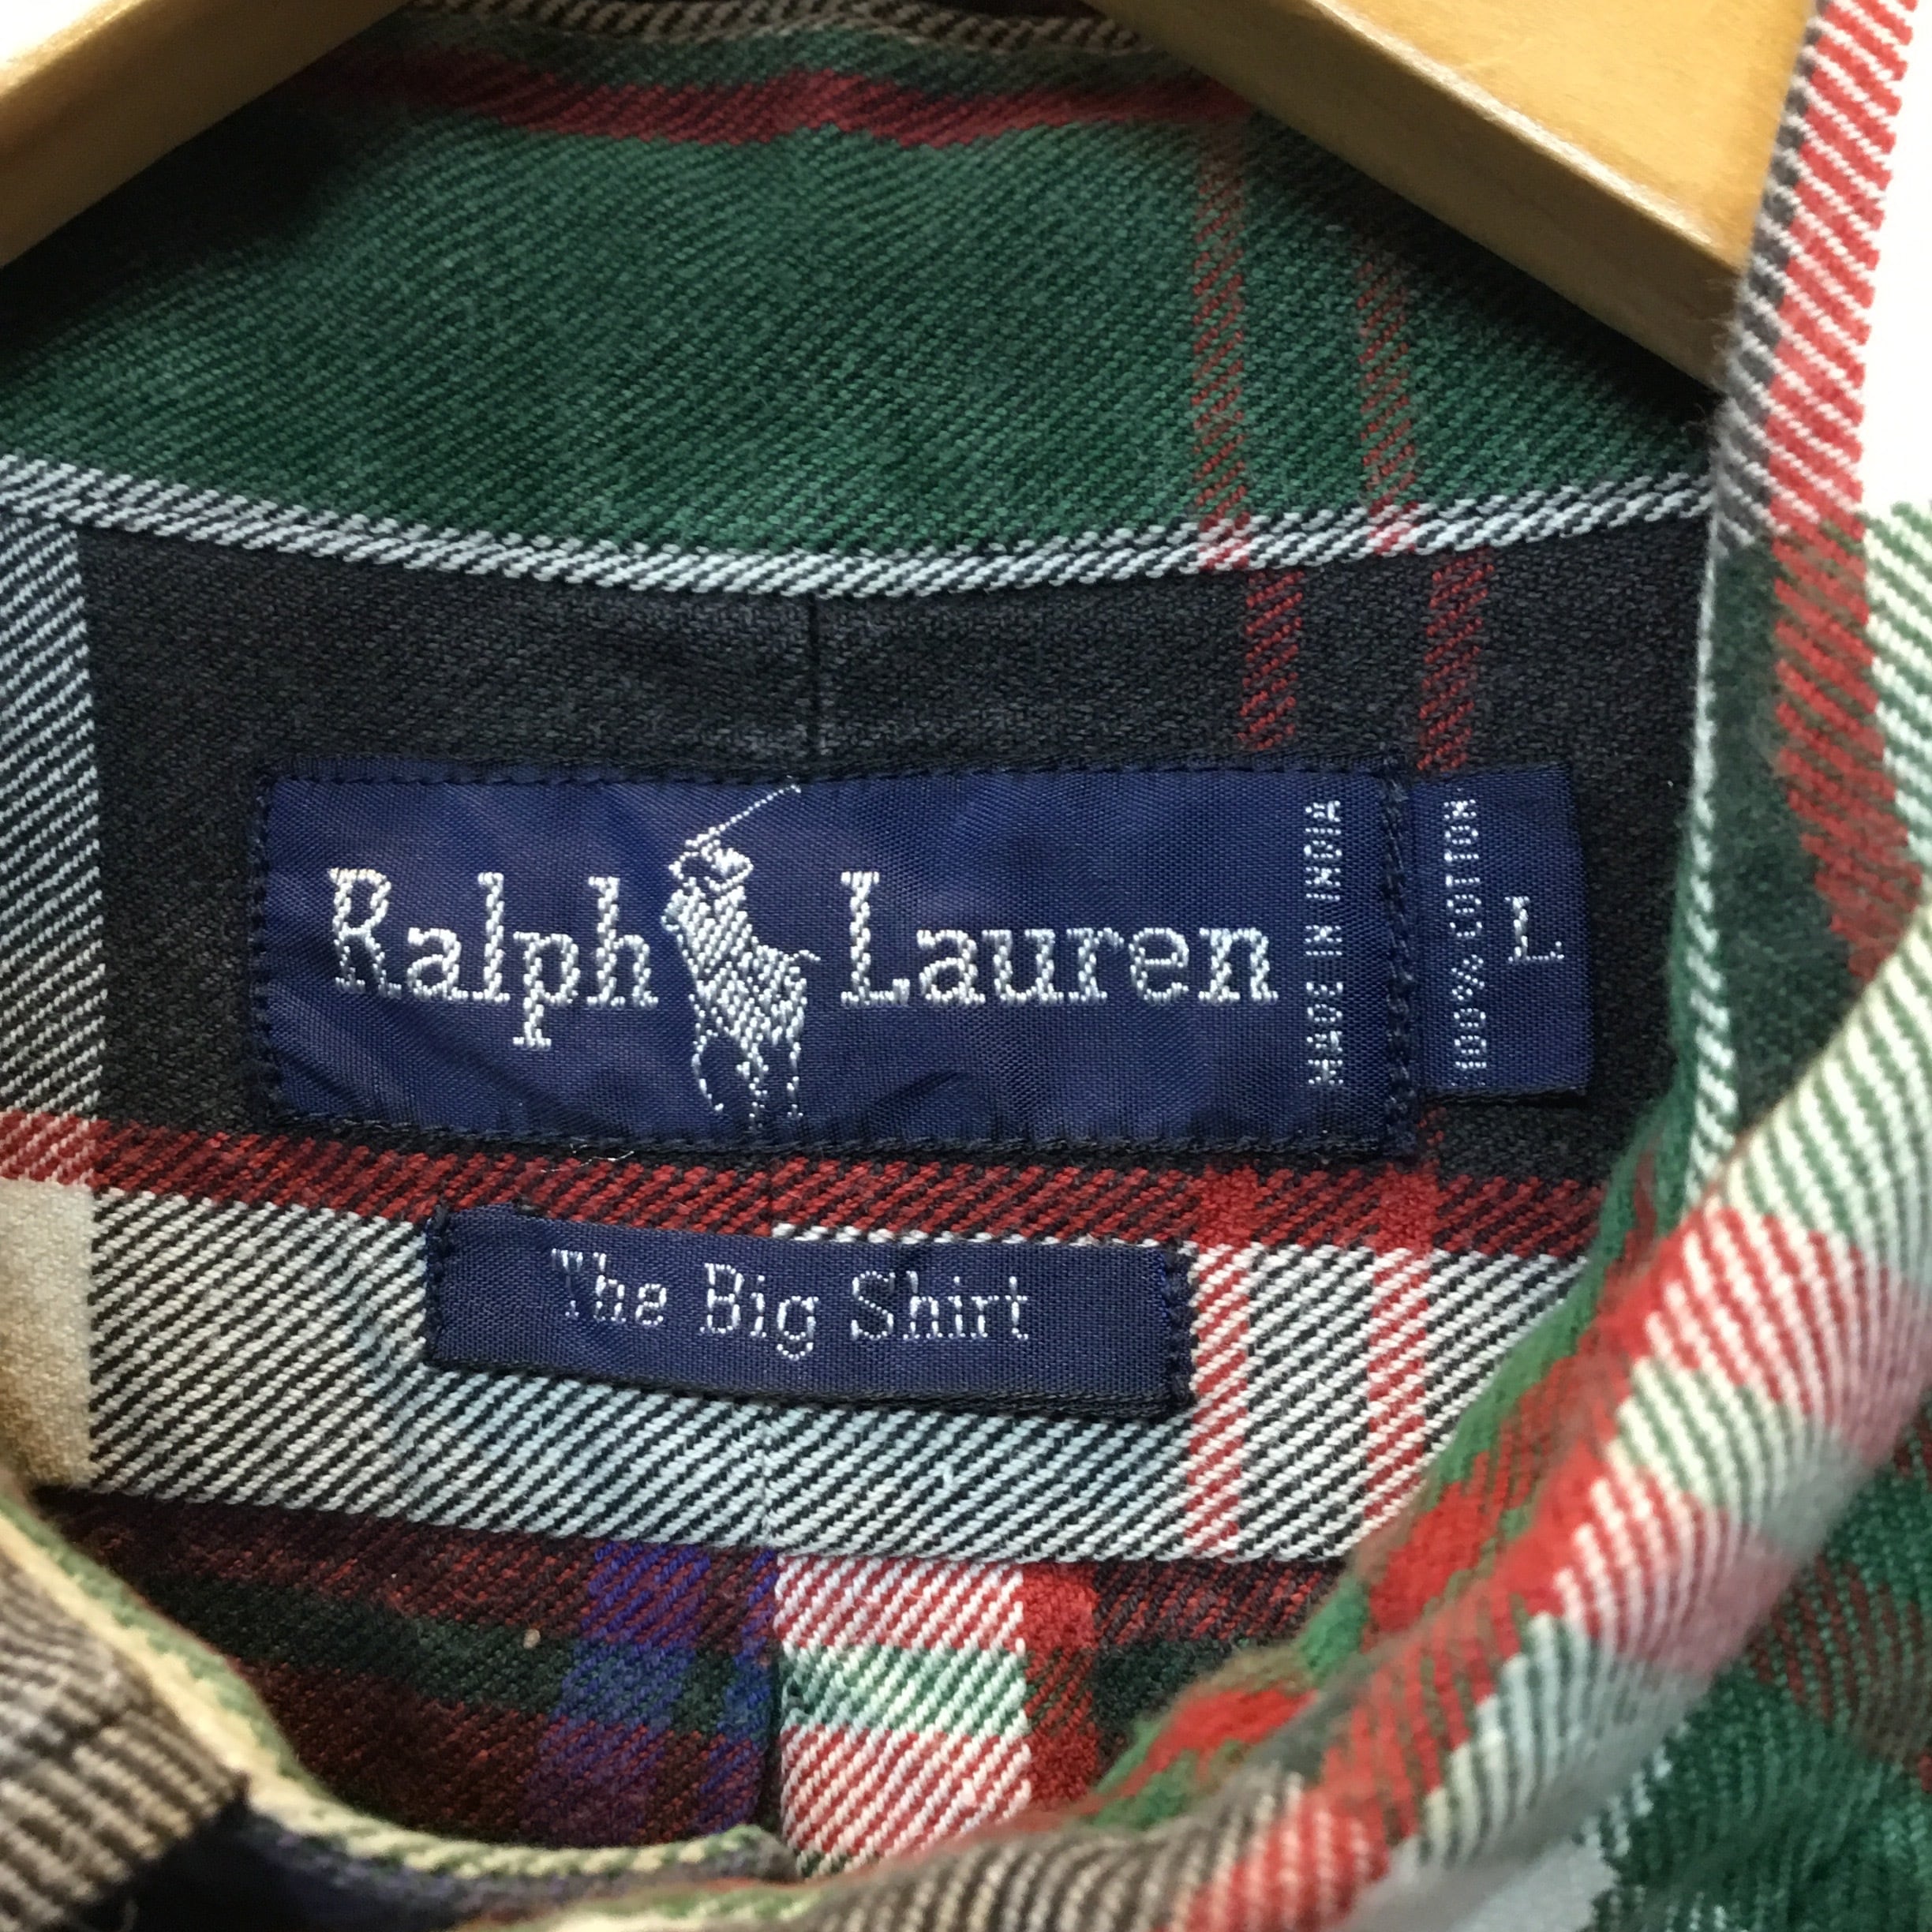 Ralph Lauren
MADE IN INDIA
100% COTTON
L
The Big Shirt